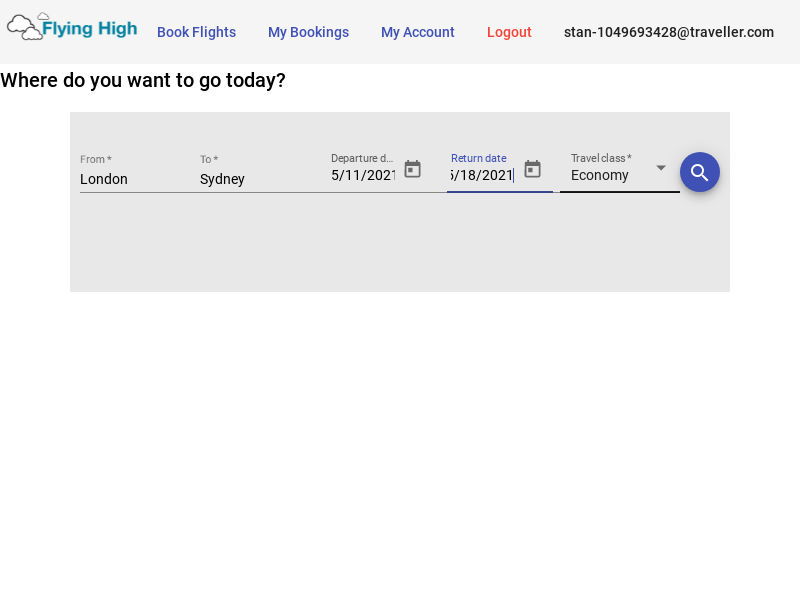 Flying High
Book Flights
My Bookings
My Account
Logout
stan-1049693428@traveller.com
Where do you want to go today?
From *
London
To *
Sydney
Departure d...
5/11/2021
Return date
5/18/2021
Travel class *
Economy